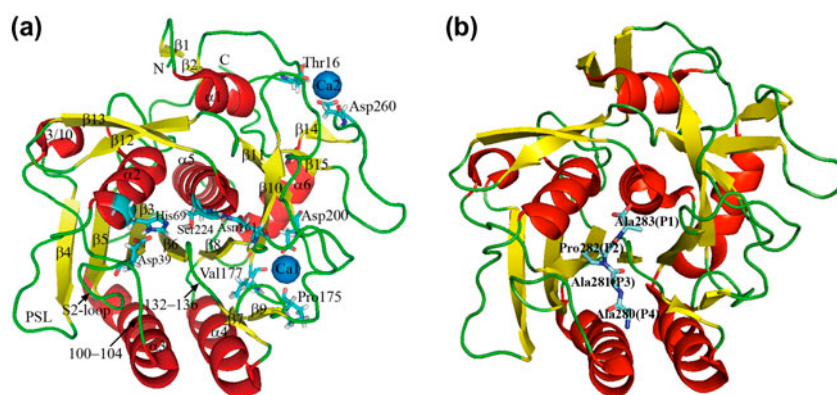 (a)
(b)
β1
N
β2
C
Thr16
Ca2
α1
Asp260
β13
3/10
β12
β14
α5
β11
β15
α2
β10
α6
β3
His69
Ser224
Asp200
β4
β5
β6
β8
Asp39
Val177
Ca1
Pro175
132–136
PSL
S2-loop
β7
β9
α4
100–104
α3
Ala283(P1)
Pro282(P2)
Ala281(P3)
Ala280(P4)